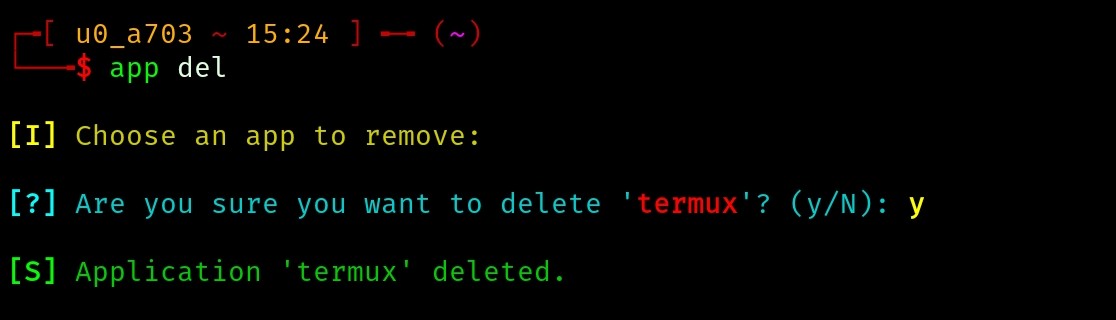 [ u0_a703 ~ 15:24 ] ── (~)
$ app del
[I] Choose an app to remove:
[?] Are you sure you want to delete 'termux'? (y/N): y
[S] Application 'termux' deleted.